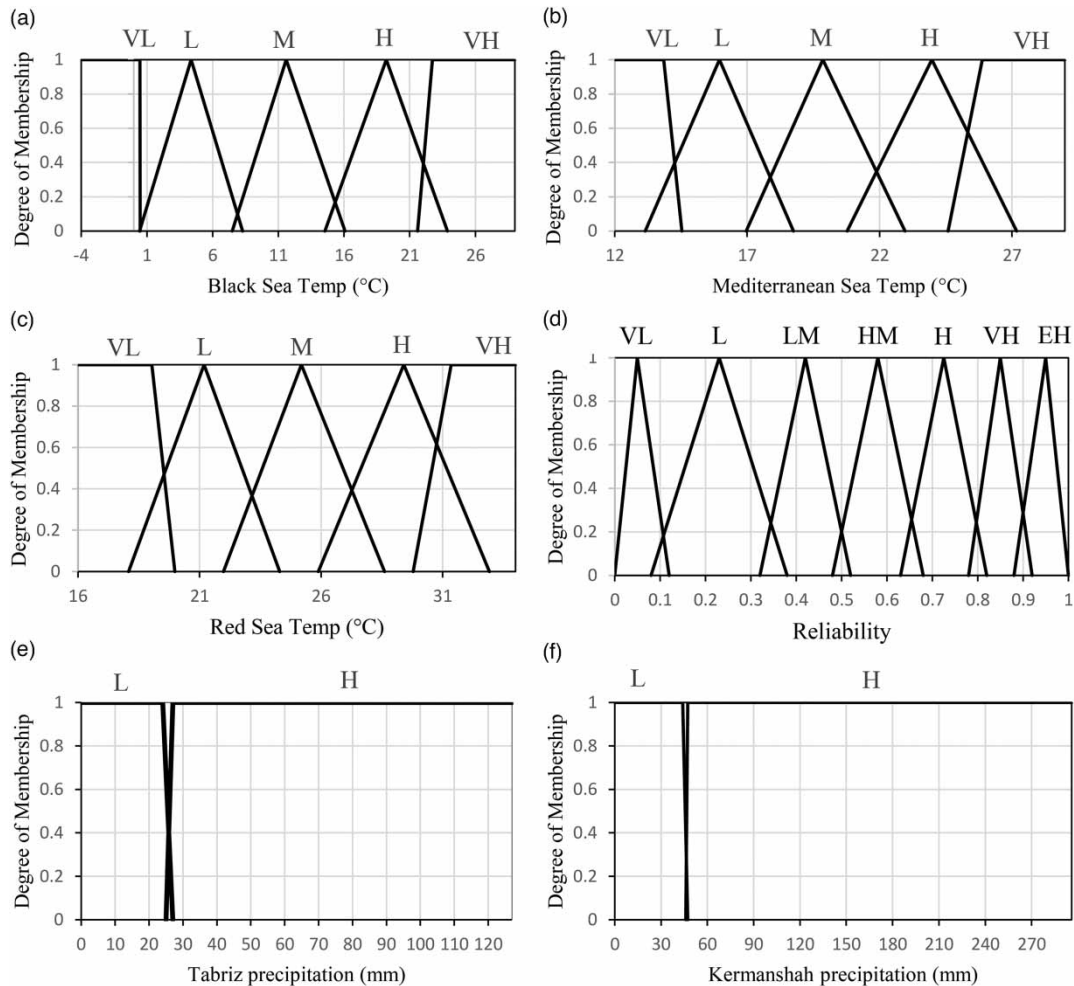 (a)
VL L M H VH
Degree of Membership
1
0.8
0.6
0.4
0.2
0
-4 1 6 11 16 21 26
Black Sea Temp (°C)
(b)
VL L M H VH
Degree of Membership
1
0.8
0.6
0.4
0.2
0
12 17 22 27
Mediterranean Sea Temp (°C)
(c)
VL L M H VH
Degree of Membership
1
0.8
0.6
0.4
0.2
0
16 21 26 31
Red Sea Temp (°C)
(d)
VL L LM HM H VH EH
Degree of Membership
1
0.8
0.6
0.4
0.2
0
0 0.1 0.2 0.3 0.4 0.5 0.6 0.7 0.8 0.9 1
Reliability
(e)
L H
Degree of Membership
1
0.8
0.6
0.4
0.2
0
0 10 20 30 40 50 60 70 80 90 100 110 120
Tabriz precipitation (mm)
(f)
L H
Degree of Membership
1
0.8
0.6
0.4
0.2
0
0 30 60 90 120 150 180 210 240 270
Kermanshah precipitation (mm)